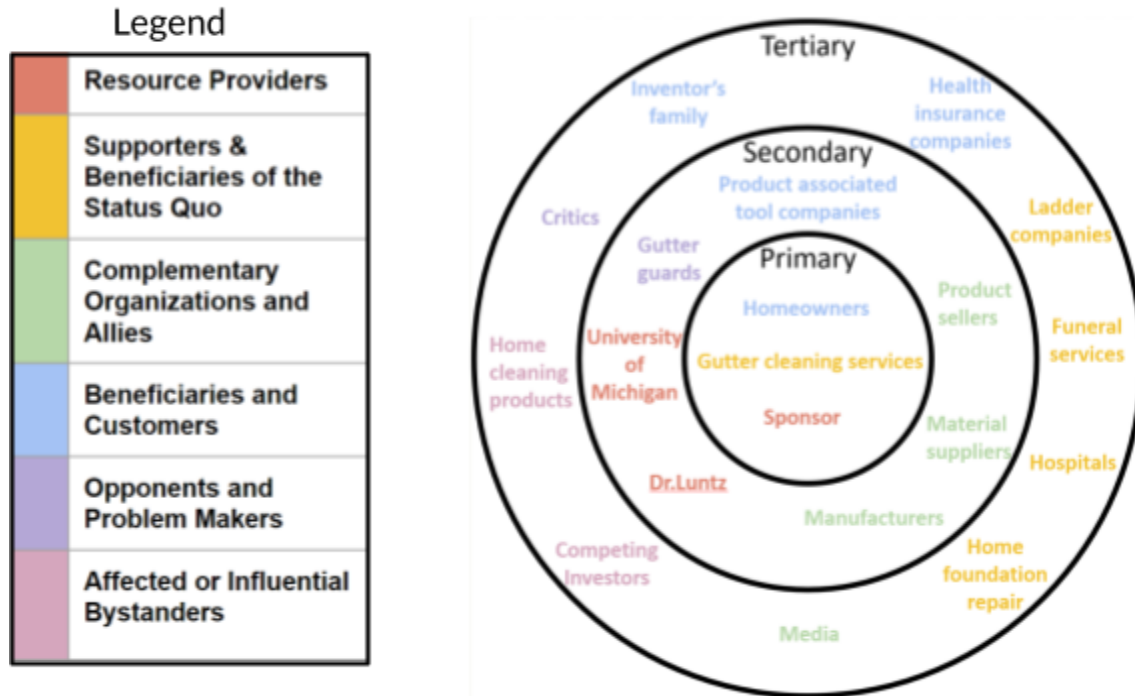 Legend
Resource Providers
Supporters &
Beneficiaries of the
Status Quo
Complementary
Organizations and
Allies
Beneficiaries and
Customers
Opponents and
Problem Makers
Affected or Influential
Bystanders
Tertiary
Inventor's
family
Health
insurance
companies
Critics
Ladder
companies
Home
cleaning
products
Funeral
services
Hospitals
Competing
Investors
Home
foundation
repair
Media
Secondary
Product associated
tool companies
Gutter
guards
Product
sellers
University
of
Michigan
Material
suppliers
Dr.Luntz
Manufacturers
Primary
Homeowners
Gutter cleaning services
Sponsor